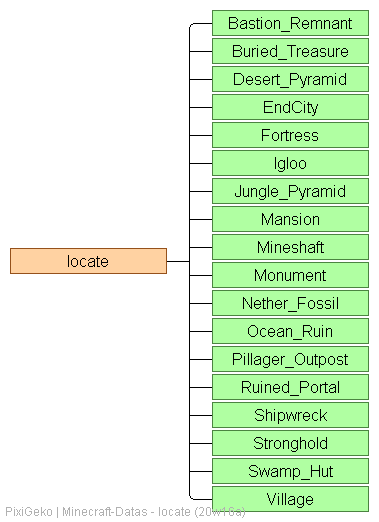 Bastion_Remnant
Buried_Treasure
Desert_Pyramid
EndCity
Fortress
Igloo
Jungle_Pyramid
Mansion
Mineshaft
locate
Monument
Nether_Fossil
Ocean_Ruin
Pillager_Outpost
Ruined_Portal
Shipwreck
Stronghold
Swamp_Hut
Village
PixiGeko | Minecraft-Datas - locate (20w16a)